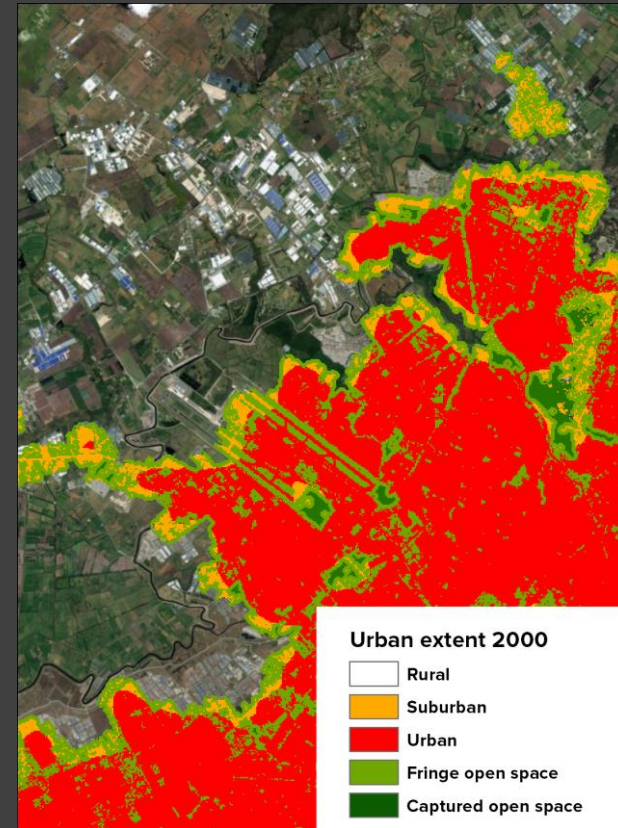 Urban extent 2000
Rural
Suburban
Urban
Fringe open space
Captured open space